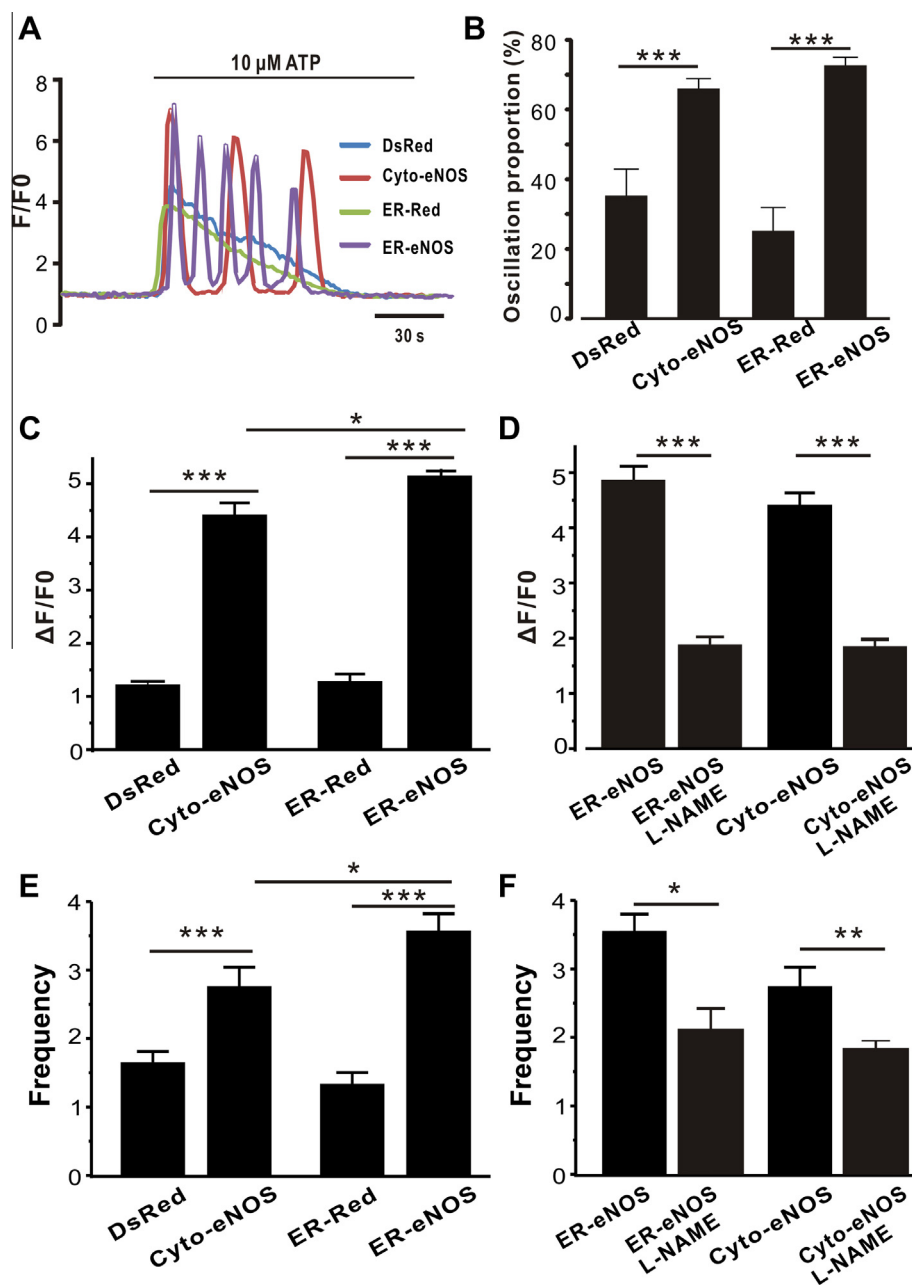 A
10 µM ATP
F/F0
8
6
4
2
0
DsRed
Cyto-eNOS
ER-Red
ER-eNOS
30 s
B
Oscillation proportion (%)
80
60
40
20
0
***
***
DsRed
Cyto-eNOS
ER-Red
ER-eNOS
C
ΔF/F0
5
4
3
2
1
0
*
***
***
DsRed
Cyto-eNOS
ER-Red
ER-eNOS
D
ΔF/F0
5
4
3
2
1
0
***
***
ER-eNOS
ER-eNOS
L-NAME
Cyto-eNOS
Cyto-eNOS
L-NAME
E
Frequency
4
3
2
1
0
*
***
***
DsRed
Cyto-eNOS
ER-Red
ER-eNOS
F
Frequency
4
3
2
1
0
*
**
ER-eNOS
ER-eNOS
L-NAME
Cyto-eNOS
Cyto-eNOS
L-NAME